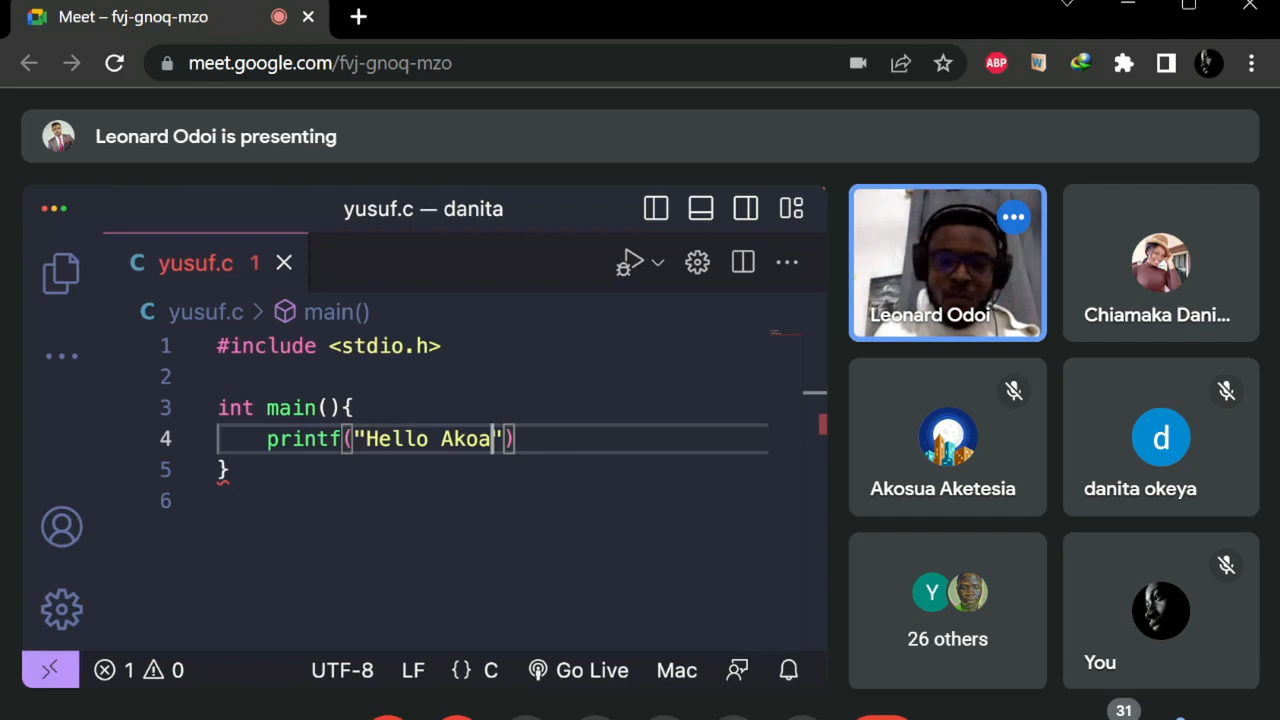 Meet – fvj-gnoq-mzo
meet.google.com/fvj-gnoq-mzo
ABP
Leonard Odoi is presenting
yusuf.c — danita
C yusuf.c 1
C yusuf.c > main()
1 #include <stdio.h>
2
3 int main(){
4 printf("Hello Akoa")
5 }
6
1 0 UTF-8 LF {} C Go Live Mac
Leonard Odoi
Chiamaka Dani...
Akosua Aketesia
d
danita okeya
Y
26 others
You
31